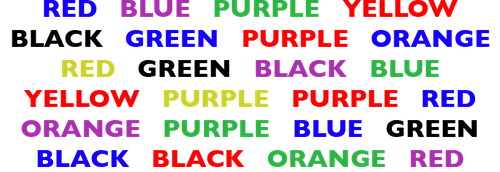 RED BLUE PURPLE YELLOW
BLACK GREEN PURPLE ORANGE
RED GREEN BLACK BLUE
YELLOW PURPLE PURPLE RED
ORANGE PURPLE BLUE GREEN
BLACK BLACK ORANGE RED